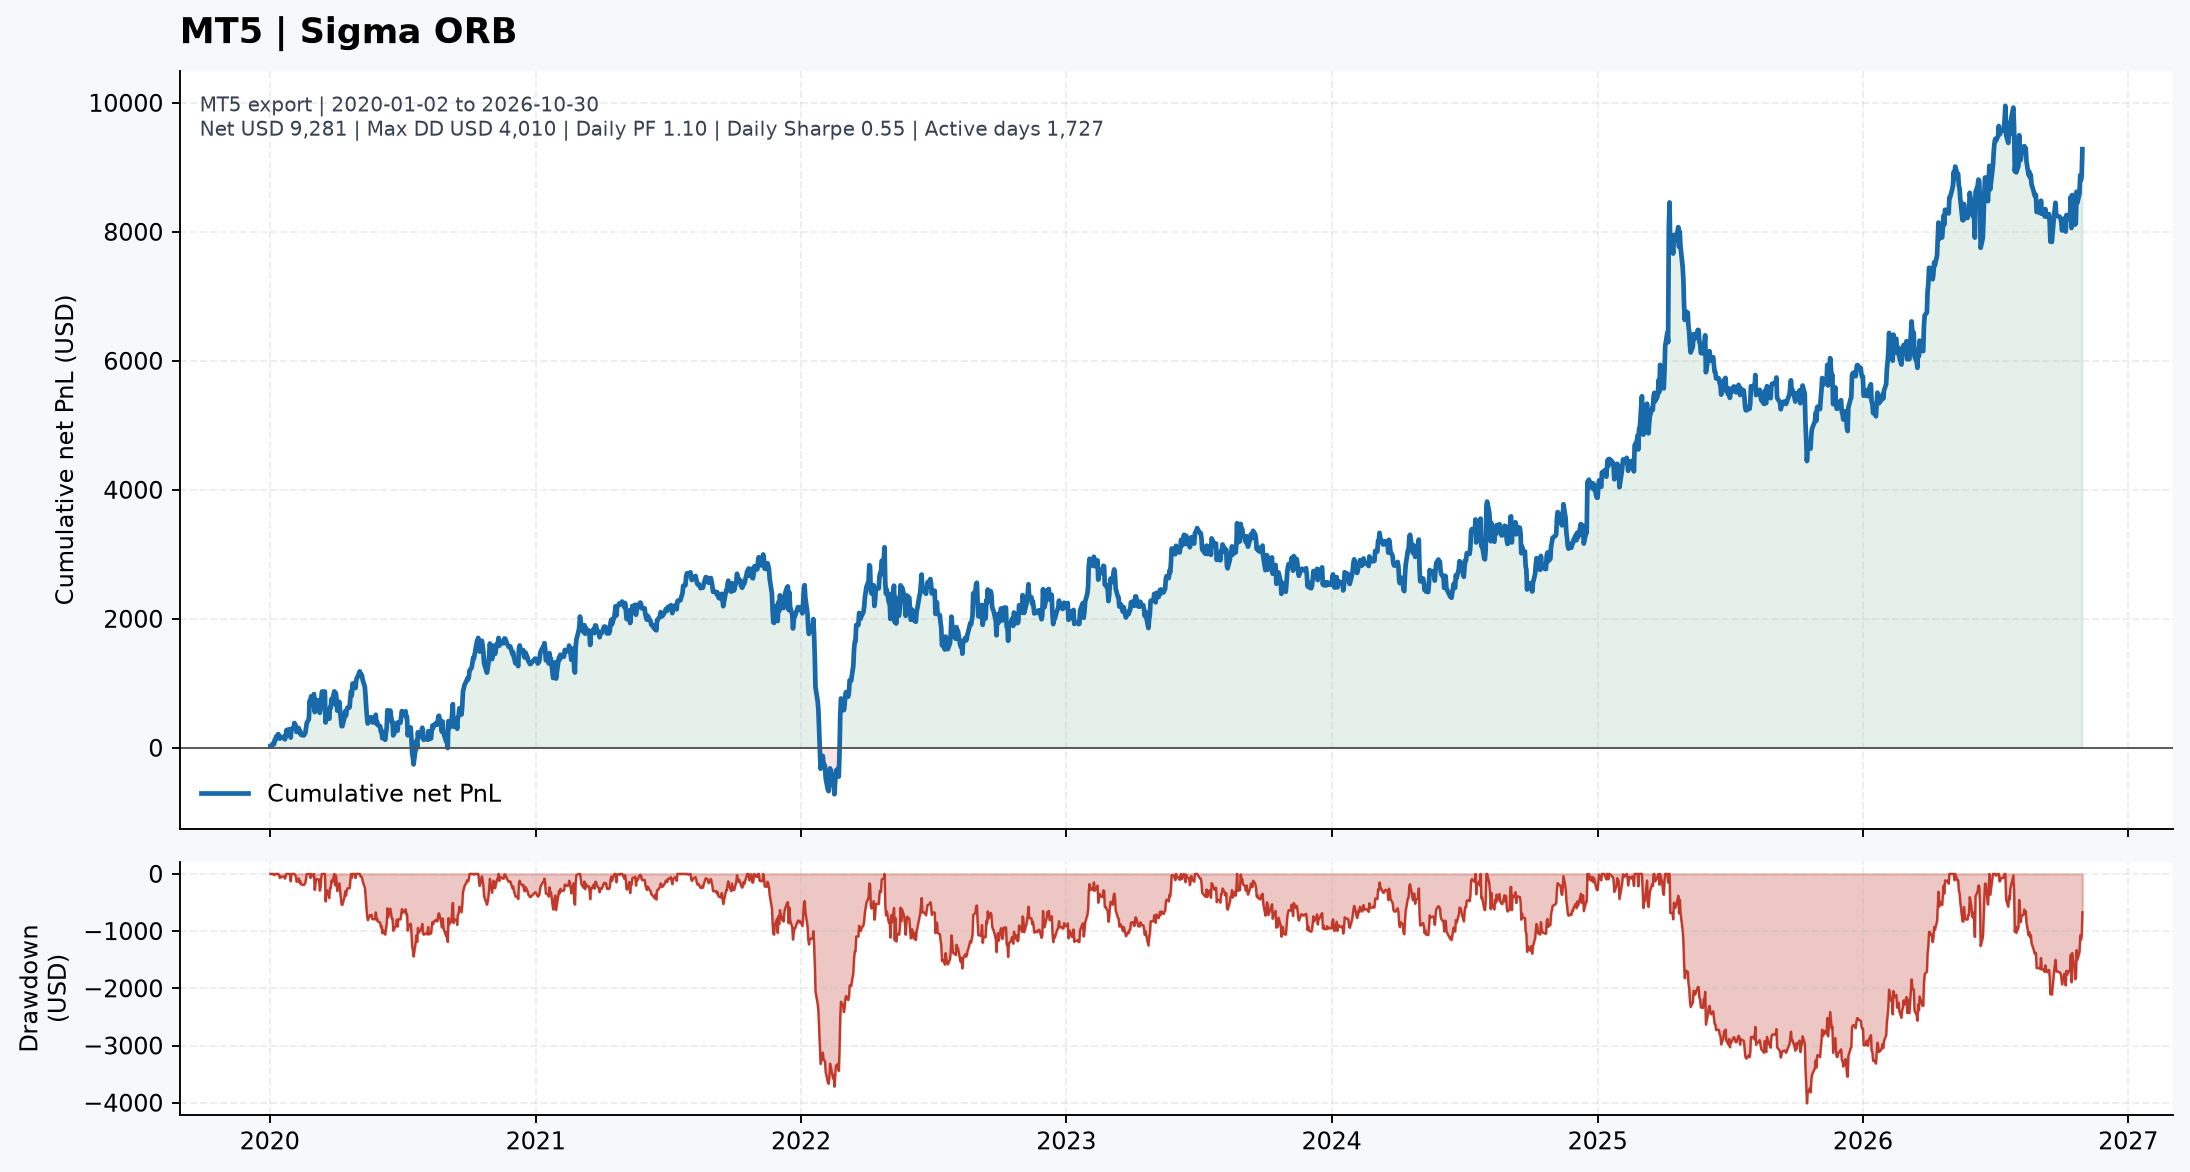 MT5 | Sigma ORB
MT5 export | 2020-01-02 to 2026-10-30
Net USD 9,281 | Max DD USD 4,010 | Daily PF 1.10 | Daily Sharpe 0.55 | Active days 1,727
Cumulative net PnL (USD)
10000
8000
6000
4000
2000
0
Cumulative net PnL
Drawdown
(USD)
0
−1000
−2000
−3000
−4000
2020 2021 2022 2023 2024 2025 2026 2027